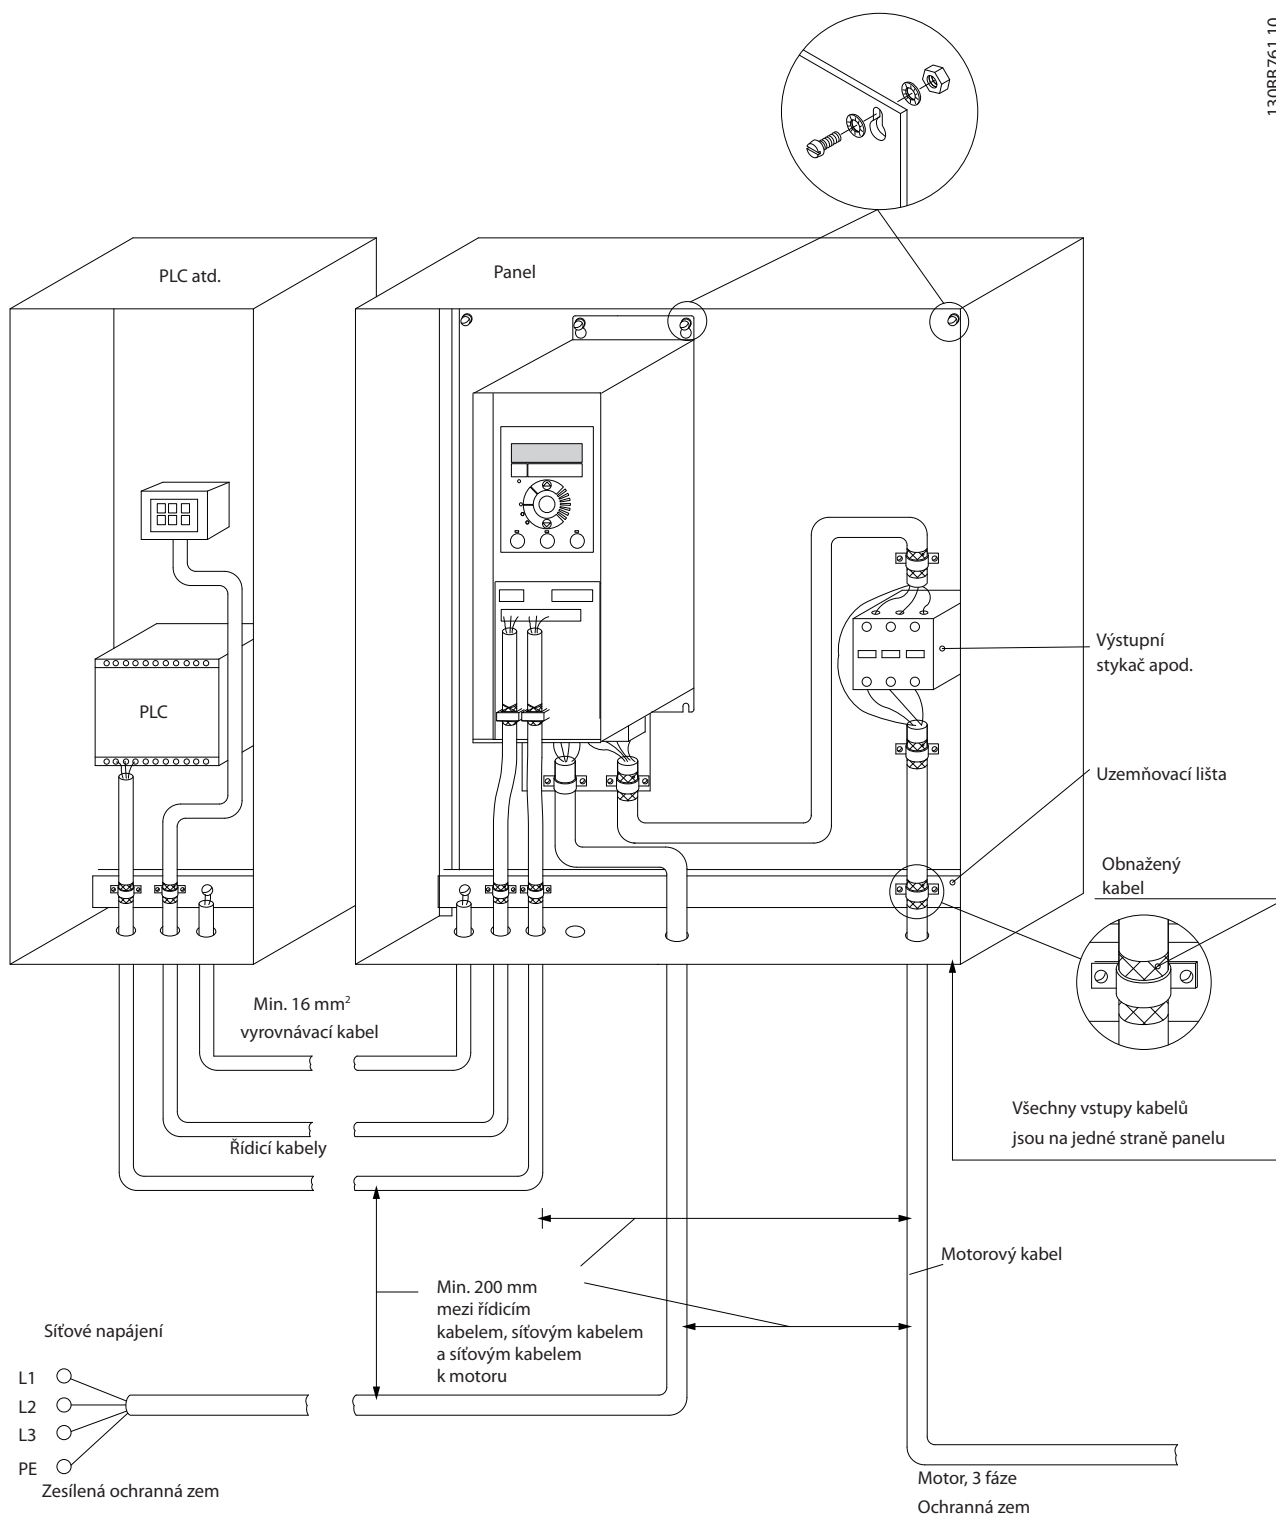 130BB761.10
PLC atd.
Panel
PLC
Výstupní
stykač apod.
Uzemňovací lišta
Obnažený
kabel
Min. 16 mm²
vyrovnávací kabel
Řídicí kabely
Všechny vstupy kabelů
jsou na jedné straně panelu
Motorový kabel
Min. 200 mm
mezi řídicím
kabelem, síťovým kabelem
a síťovým kabelem
k motoru
Síťové napájení
L1
L2
L3
PE
Zesílená ochranná zem
Motor, 3 fáze
Ochranná zem